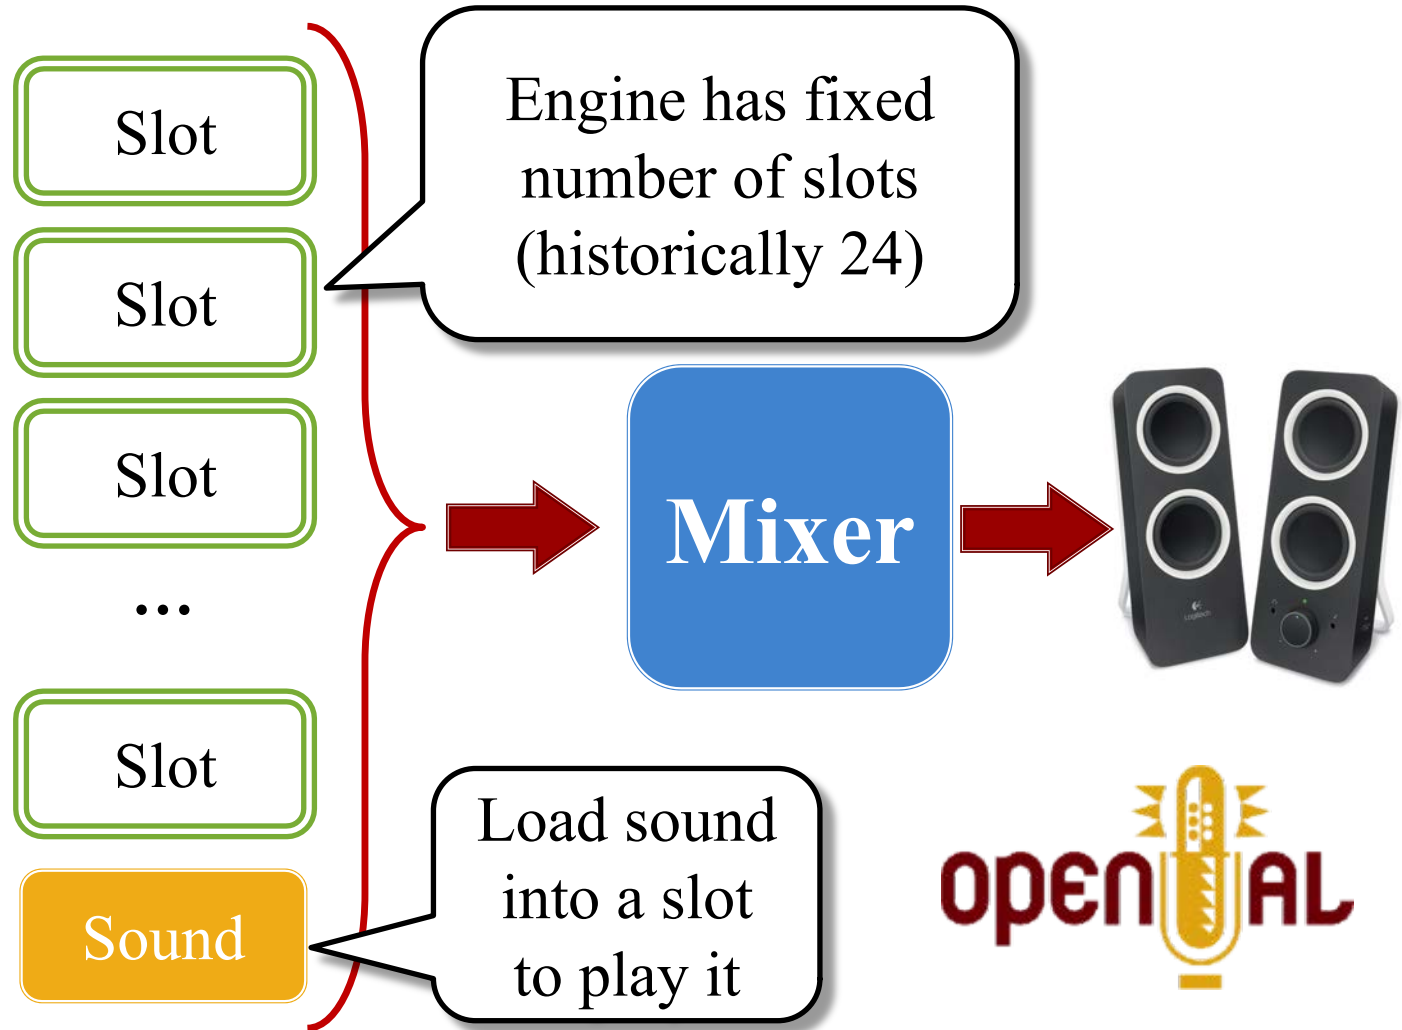 Slot
Engine has fixed
number of slots
(historically 24)
Slot
Slot
Mixer
...
Slot
Load sound
into a slot
to play it
Sound
Logitech
OPENAL